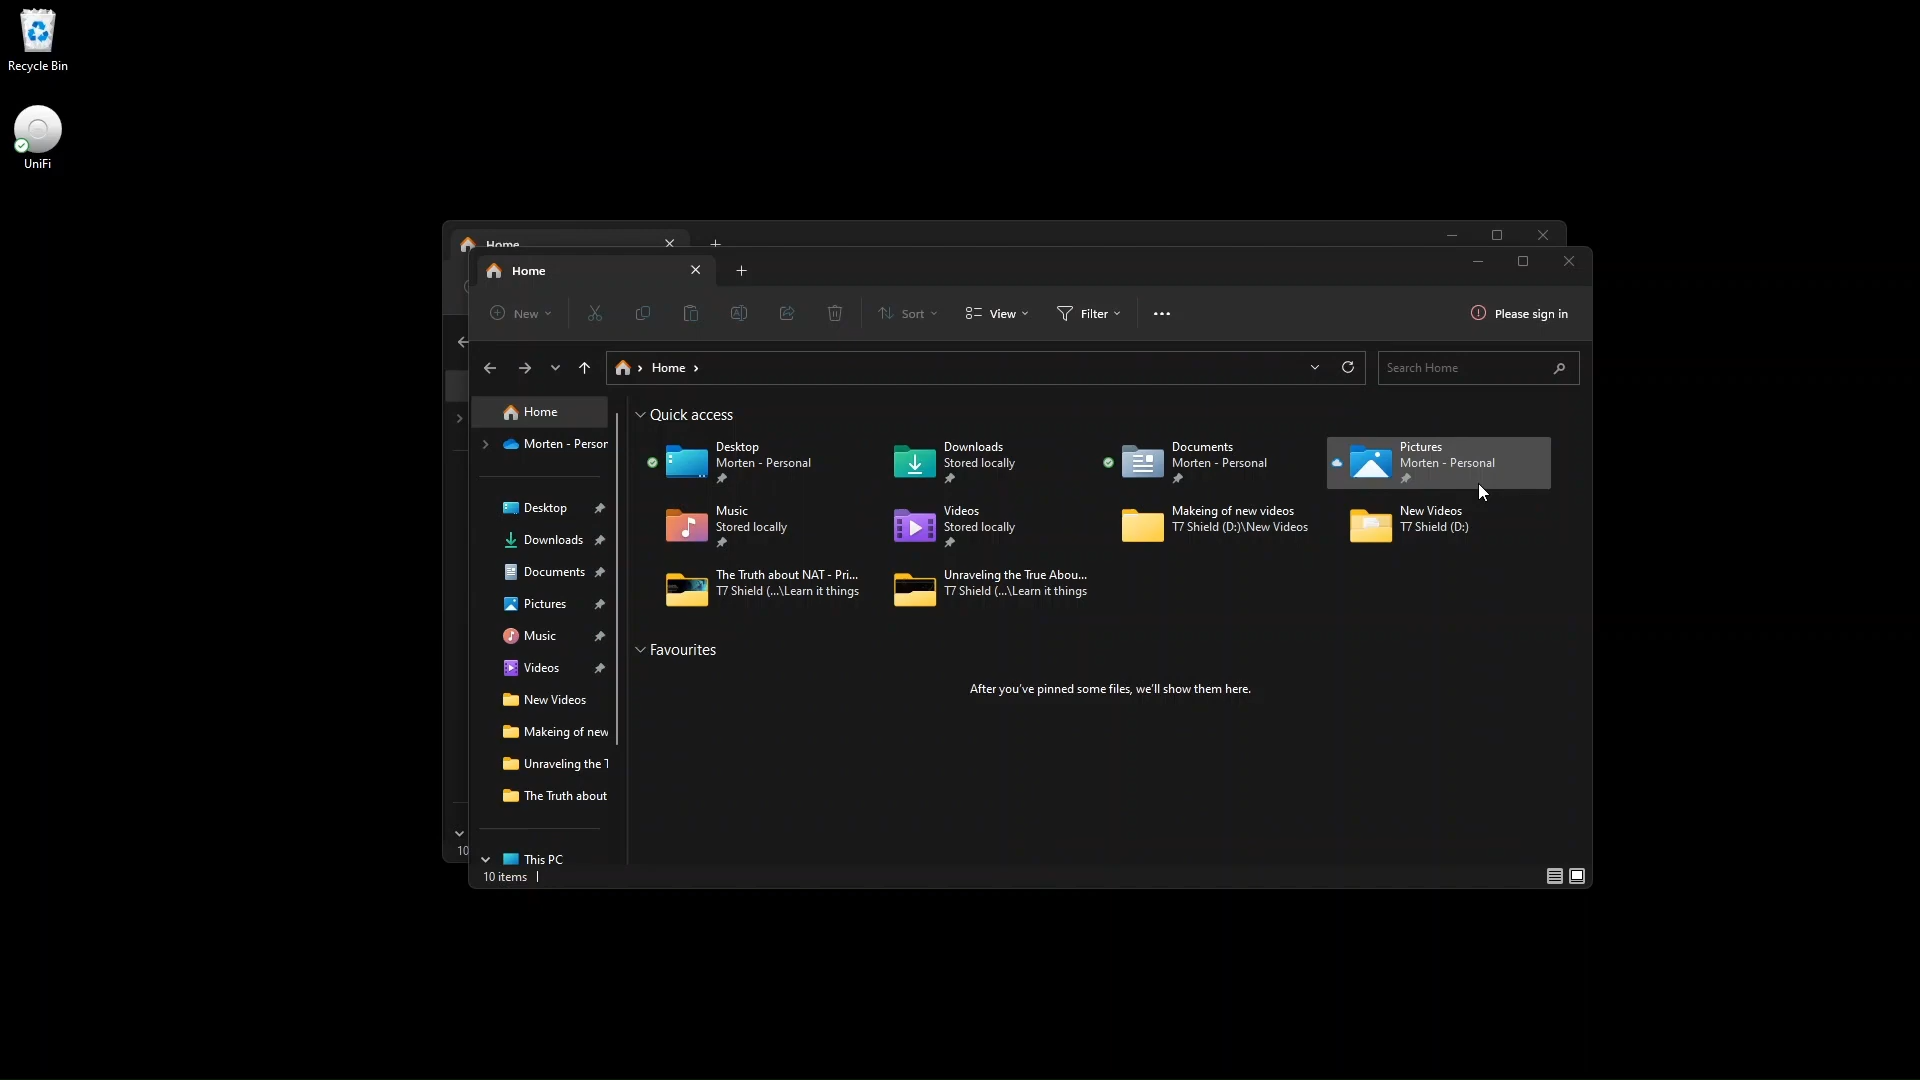 Recycle Bin
UniFi
Home
Home
New
Sort
View
Filter
Please sign in
Home
Search Home
Home
Morten - Person
Desktop
Downloads
Documents
Pictures
Music
Videos
New Videos
Makeing of new
Unraveling the T
The Truth about
This PC
Quick access
Desktop
Morten - Personal
Downloads
Stored locally
Documents
Morten - Personal
Pictures
Morten - Personal
Music
Stored locally
Videos
Stored locally
Makeing of new videos
T7 Shield (D:)\New Videos
New Videos
T7 Shield (D:)
The Truth about NAT - Pri...
T7 Shield (...\Learn it things
Unraveling the True Abou...
T7 Shield (...\Learn it things
Favourites
After you've pinned some files, we'll show them here.
10
10 items